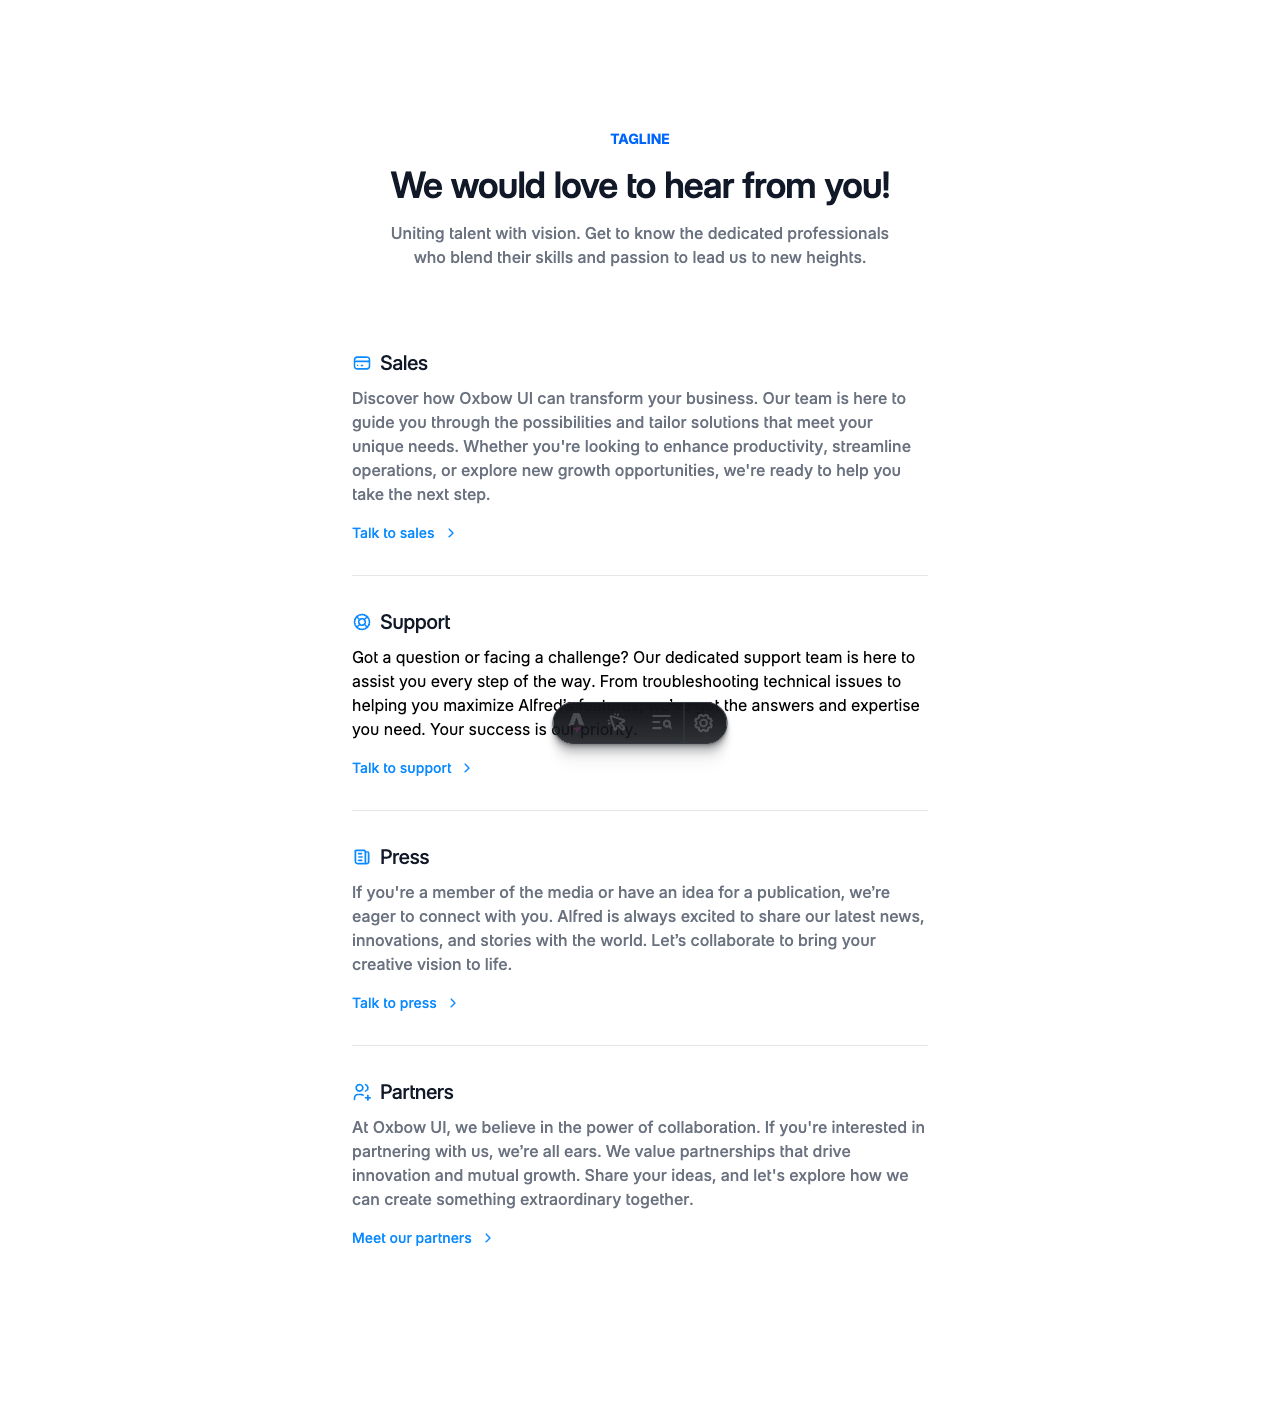 TAGLINE
We would love to hear from you!
Uniting talent with vision. Get to know the dedicated professionals
who blend their skills and passion to lead us to new heights.
Sales
Discover how Oxbow UI can transform your business. Our team is here to
guide you through the possibilities and tailor solutions that meet your
unique needs. Whether you're looking to enhance productivity, streamline
operations, or explore new growth opportunities, we're ready to help you
take the next step.
Talk to sales
Support
Got a question or facing a challenge? Our dedicated support team is here to
assist you every step of the way. From troubleshooting technical issues to
helping you maximize Alfred’s the answers and expertise
you need. Your success is our priority.
Talk to support
Press
If you're a member of the media or have an idea for a publication, we’re
eager to connect with you. Alfred is always excited to share our latest news,
innovations, and stories with the world. Let’s collaborate to bring your
creative vision to life.
Talk to press
Partners
At Oxbow UI, we believe in the power of collaboration. If you're interested in
partnering with us, we’re all ears. We value partnerships that drive
innovation and mutual growth. Share your ideas, and let's explore how we
can create something extraordinary together.
Meet our partners